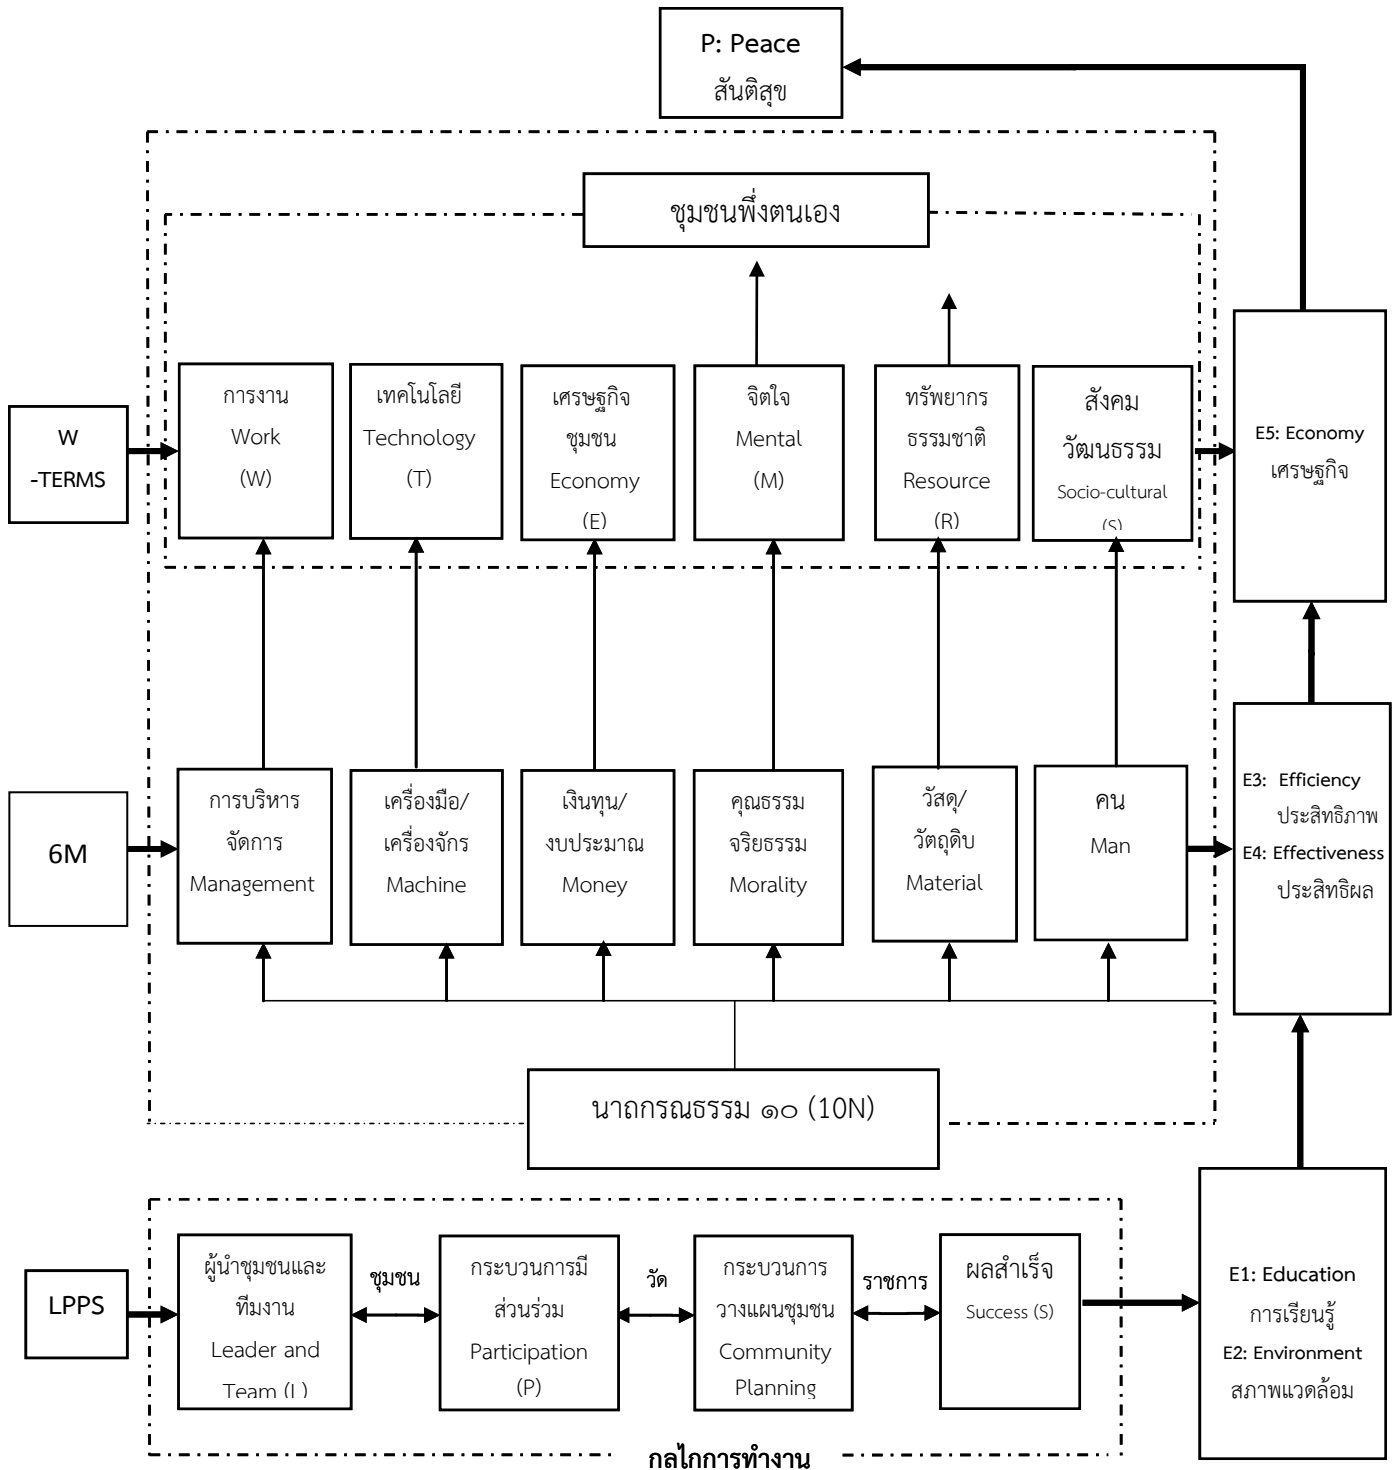 P: Peace
สันติสุข
ชุมชนพึ่งตนเอง
W
-TERMS
การงาน
Work
(W)
เทคโนโลยี
Technology
(T)
เศรษฐกิจ
ชุมชน
Economy
(E)
จิตใจ
Mental
(M)
ทรัพยากร
ธรรมชาติ
Resource
(R)
สังคม
วัฒนธรรม
Socio-cultural
(S)
E5: Economy
เศรษฐกิจ
6M
การบริหาร
จัดการ
Management
เครื่องมือ/
เครื่องจักร
Machine
เงินทุน/
งบประมาณ
Money
คุณธรรม
จริยธรรม
Morality
วัสดุ/
วัตถุดิบ
Material
คน
Man
E3: Efficiency
ประสิทธิภาพ
E4: Effectiveness
ประสิทธิผล
นาถกรณธรรม ๑๐ (10N)
LPPS
ผู้นำชุมชนและ
ทีมงาน
Leader and
Team (L)
ชุมชน
กระบวนการมี
ส่วนร่วม
Participation
(P)
วัด
กระบวนการ
วางแผนชุมชน
Community
Planning
ราชการ
ผลสำเร็จ
Success (S)
E1: Education
การเรียนรู้
E2: Environment
สภาพแวดล้อม
กลไกการทำงาน